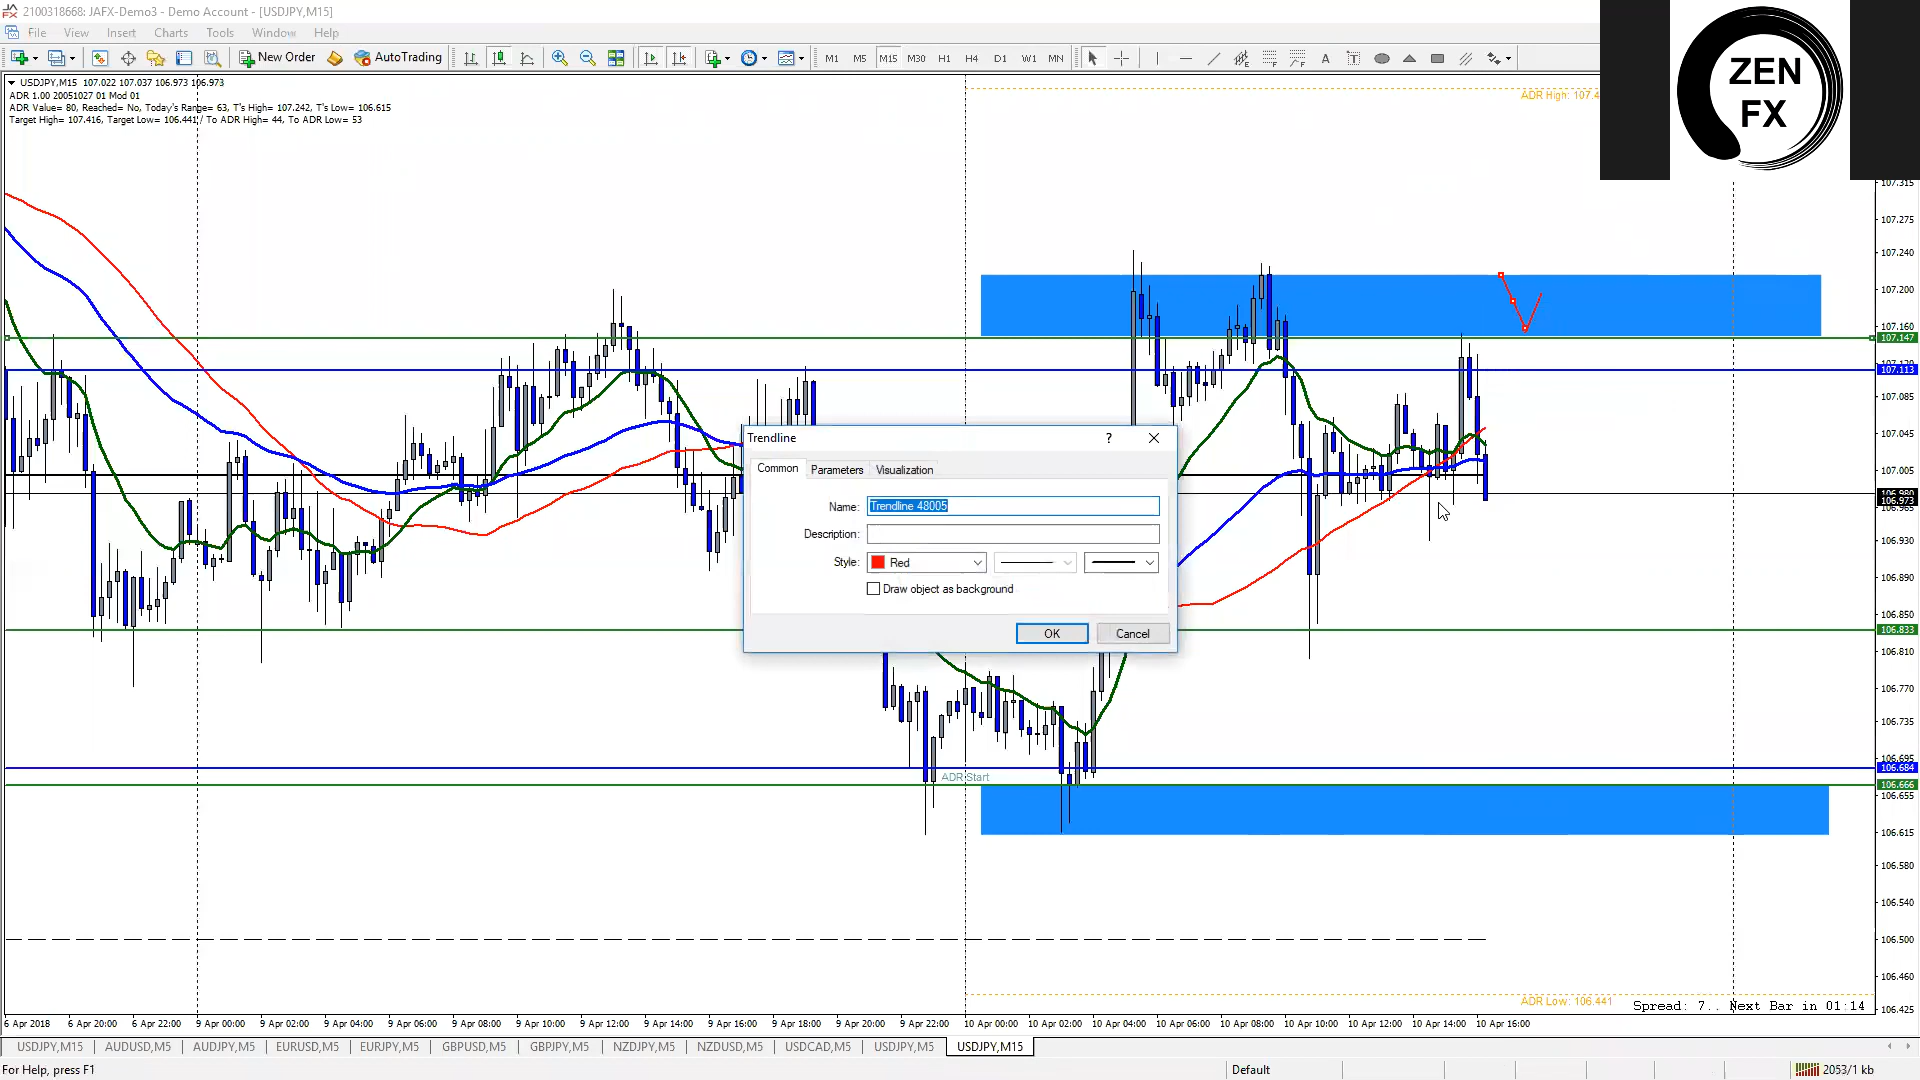 2100318668: JAFX-Demo3 - Demo Account - [USDJPY,M15]
File View Insert Charts Tools Window Help
New Order AutoTrading M1 M5 M15 M30 H1 H4 D1 W1 MN
ZEN
FX
USDJPY,M15 107.022 107.037 106.973 106.973
ADR 1.00 20051027 01 Mod 01
ADR Value= 80, Reached= No, Today's Range= 63, T's High= 107.242, T's Low= 106.615
Target High= 107.416, Target Low= 106.441 / To ADR High= 44, To ADR Low= 53
ADR High: 107.4
107.315
107.275
107.240
107.200
107.160
107.147
107.113
107.085
107.045
107.005
106.973
106.965
106.930
106.890
106.850
106.833
106.810
106.770
106.735
106.695
106.684
106.666
106.655
106.615
106.580
106.540
106.500
106.460
106.425
Trendline ?
Common Parameters Visualization
Name: Trendline 48005
Description:
Style: Red
Draw object as background
OK Cancel
ADR Start
ADR Low: 106.441
Spread: 7.. Next Bar in 01:14
6 Apr 2018 6 Apr 20:00 6 Apr 22:00 9 Apr 00:00 9 Apr 02:00 9 Apr 04:00 9 Apr 06:00 9 Apr 08:00 9 Apr 10:00 9 Apr 12:00 9 Apr 14:00 9 Apr 16:00 9 Apr 18:00 9 Apr 20:00 9 Apr 22:00 10 Apr 00:00 10 Apr 02:00 10 Apr 04:00 10 Apr 06:00 10 Apr 08:00 10 Apr 10:00 10 Apr 12:00 10 Apr 14:00 10 Apr 16:00
USDJPY,M15 AUDUSD,M5 AUDJPY,M5 EURUSD,M5 EURJPY,M5 GBPUSD,M5 GBPJPY,M5 NZDJPY,M5 NZDUSD,M5 USDCAD,M5 USDJPY,M5 USDJPY,M15
For Help, press F1 Default 2053/1 kb